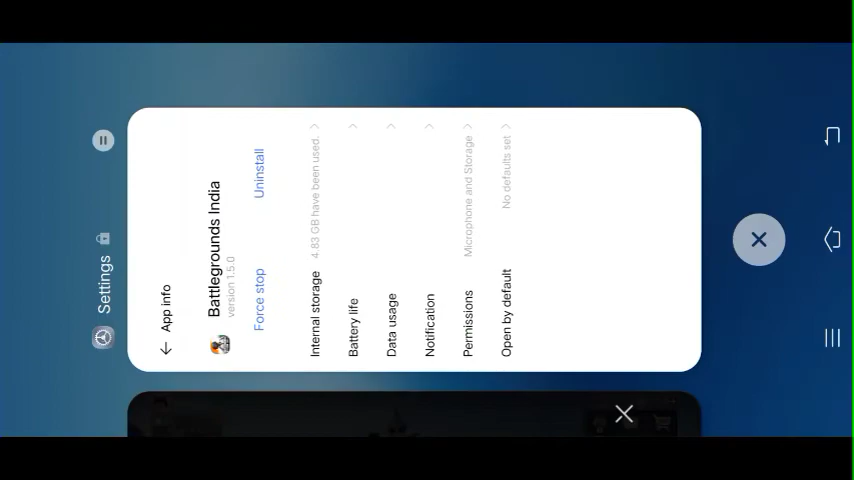 Settings
App info
Battlegrounds India
version 1.5.0
Force stop
Uninstall
Internal storage
4.83 GB have been used.
Battery life
Data usage
Notification
Permissions
Microphone and Storage
Open by default
No defaults set